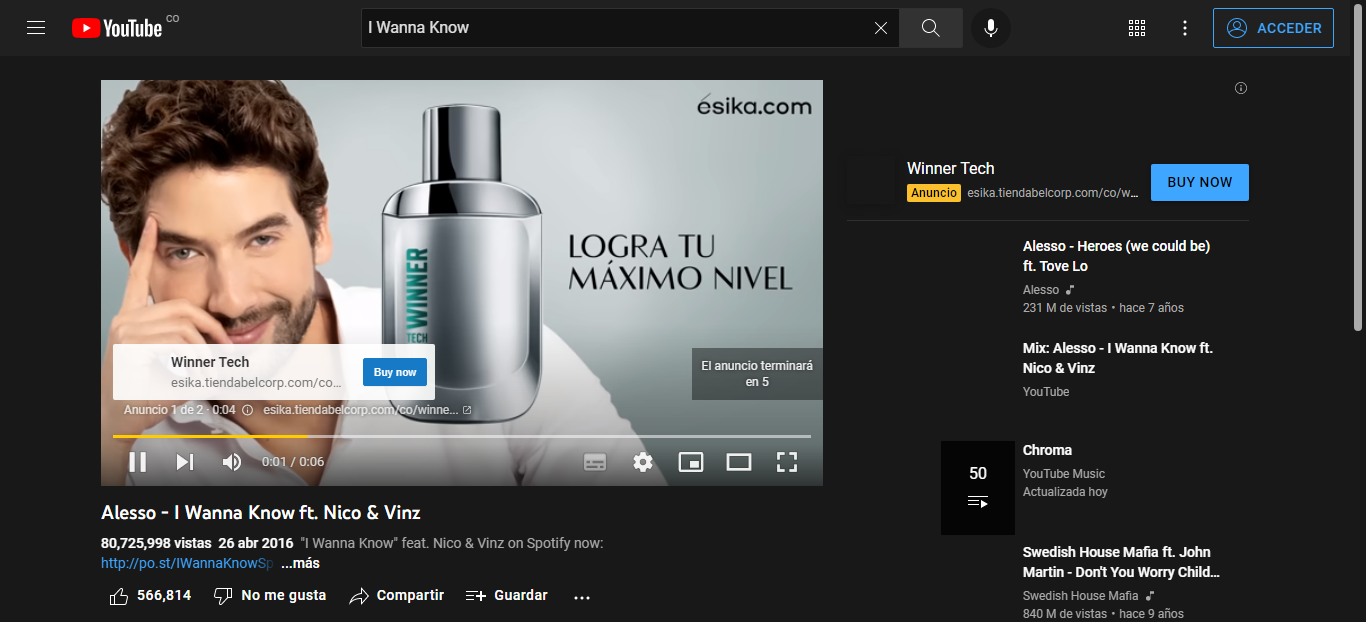 YouTube CO
I Wanna Know
ACCEDER
ésika.com
LOGRA TU
MÁXIMO NIVEL
WINNER
TECH
Winner Tech
esika.tiendabelcorp.com/co...
Buy now
El anuncio terminará
en 5
Anuncio 1 de 2 · 0:04 esika.tiendabelcorp.com/co/winne...
0:01 / 0:06
Alesso - I Wanna Know ft. Nico & Vinz
80,725,998 vistas 26 abr 2016 "I Wanna Know" feat. Nico & Vinz on Spotify now:
http://po.st/IWannaKnowSp ...más
566,814 No me gusta Compartir Guardar ...
Winner Tech
Anuncio esika.tiendabelcorp.com/co/w...
BUY NOW
Alesso - Heroes (we could be)
ft. Tove Lo
Alesso
231 M de vistas • hace 7 años
Mix: Alesso - I Wanna Know ft.
Nico & Vinz
YouTube
50
Chroma
YouTube Music
Actualizada hoy
Swedish House Mafia ft. John
Martin - Don't You Worry Child...
Swedish House Mafia
840 M de vistas • hace 9 años